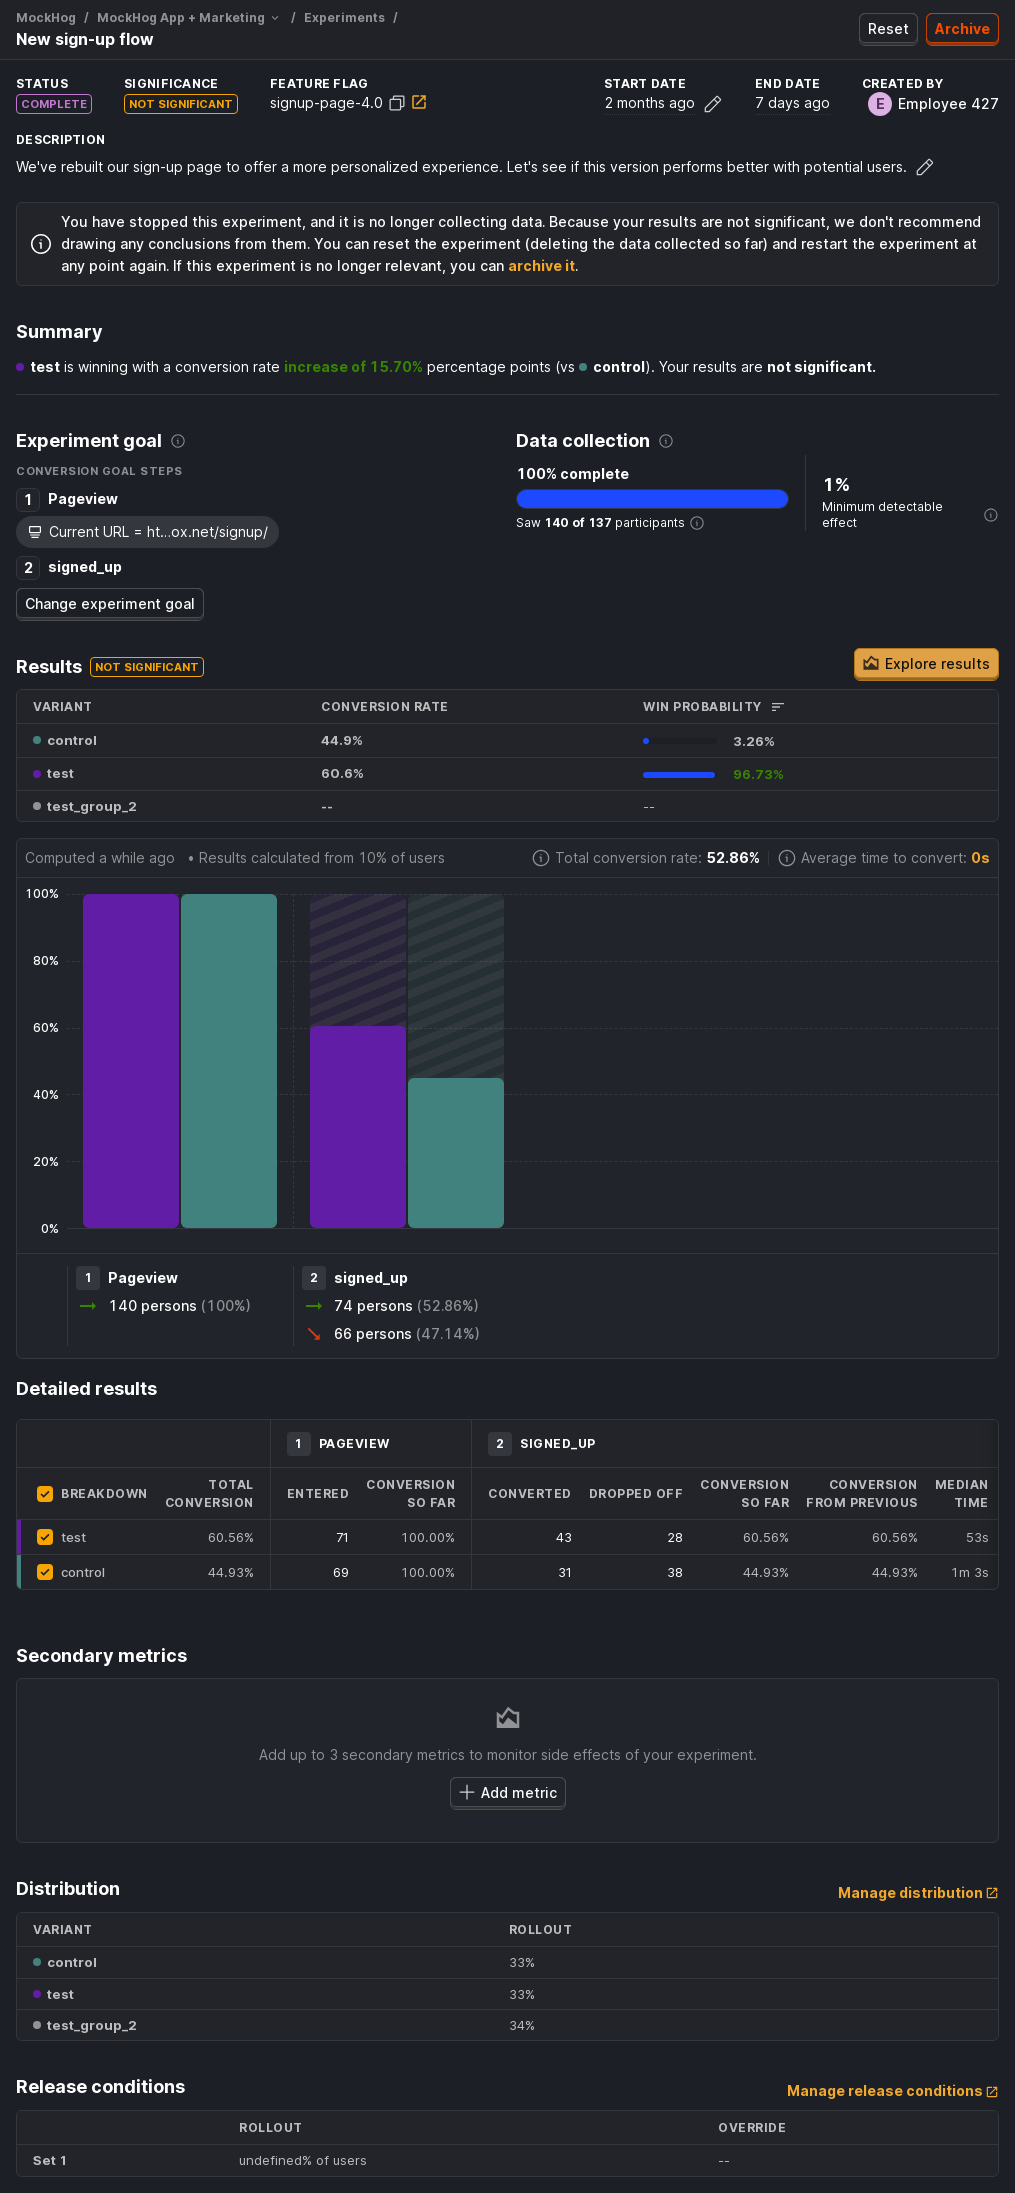 MockHog / MockHog App + Marketing / Experiments /
New sign-up flow
Reset
Archive
STATUS
COMPLETE
SIGNIFICANCE
NOT SIGNIFICANT
FEATURE FLAG
signup-page-4.0
START DATE
2 months ago
END DATE
7 days ago
CREATED BY
E Employee 427
DESCRIPTION
We've rebuilt our sign-up page to offer a more personalized experience. Let's see if this version performs better with potential users.
You have stopped this experiment, and it is no longer collecting data. Because your results are not significant, we don't recommend
drawing any conclusions from them. You can reset the experiment (deleting the data collected so far) and restart the experiment at
any point again. If this experiment is no longer relevant, you can archive it.
Summary
test is winning with a conversion rate increase of 15.70% percentage points (vs control). Your results are not significant.
Experiment goal
CONVERSION GOAL STEPS
1 Pageview
Current URL = ht...ox.net/signup/
2 signed_up
Change experiment goal
Data collection
100% complete
Saw 140 of 137 participants
1%
Minimum detectable
effect
Results NOT SIGNIFICANT
Explore results
VARIANT CONVERSION RATE WIN PROBABILITY
control 44.9% 3.26%
test 60.6% 96.73%
test_group_2 -- --
Computed a while ago • Results calculated from 10% of users
Total conversion rate: 52.86%
Average time to convert: 0s
100%
80%
60%
40%
20%
0%
1 Pageview
140 persons (100%)
2 signed_up
74 persons (52.86%)
66 persons (47.14%)
Detailed results
1 PAGEVIEW 2 SIGNED_UP
BREAKDOWN
TOTAL
CONVERSION
ENTERED
CONVERSION
SO FAR
CONVERTED
DROPPED OFF
CONVERSION
SO FAR
CONVERSION
FROM PREVIOUS
MEDIAN
TIME
test 60.56% 71 100.00% 43 28 60.56% 60.56% 53s
control 44.93% 69 100.00% 31 38 44.93% 44.93% 1m 3s
Secondary metrics
Add up to 3 secondary metrics to monitor side effects of your experiment.
Add metric
Distribution
Manage distribution
VARIANT ROLLOUT
control 33%
test 33%
test_group_2 34%
Release conditions
Manage release conditions
ROLLOUT OVERRIDE
Set 1 undefined% of users --